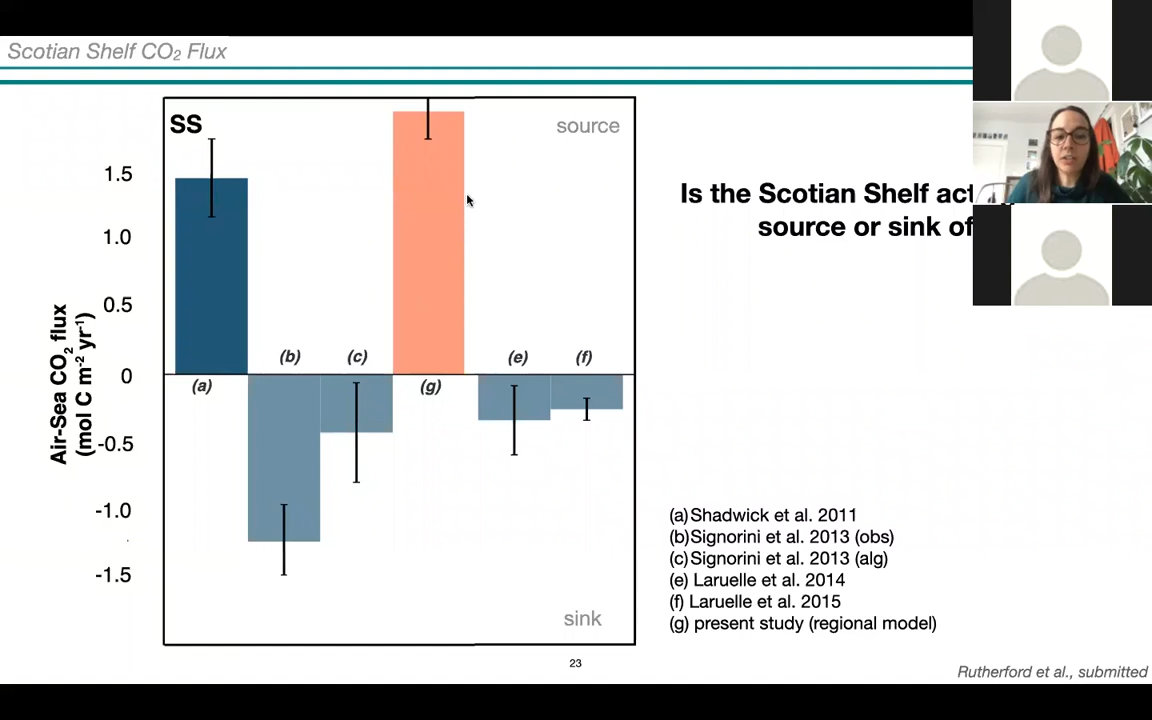 Scotian Shelf CO₂ Flux
SS
source
1.5
1.0
0.5
0
-0.5
-1.0
-1.5
Air-Sea CO₂ flux
(mol C m⁻² yr⁻¹)
(a)
(b)
(c)
(g)
(e)
(f)
sink
Is the Scotian Shelf
source or sink of
(a)Shadwick et al. 2011
(b)Signorini et al. 2013 (obs)
(c)Signorini et al. 2013 (alg)
(e) Laruelle et al. 2014
(f) Laruelle et al. 2015
(g) present study (regional model)
23
Rutherford et al., submitted